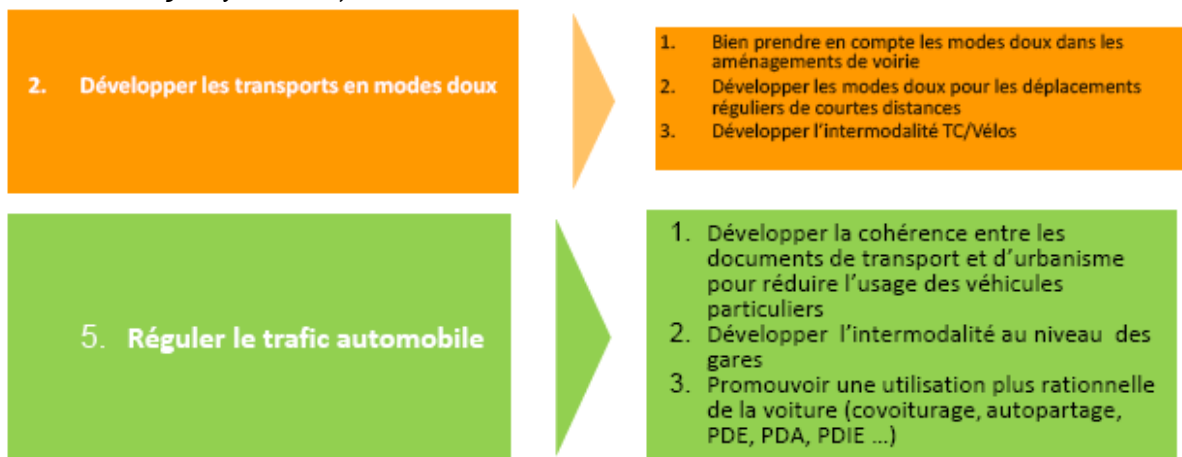 2. Développer les transports en modes doux
1. Bien prendre en compte les modes doux dans les
aménagements de voirie
2. Développer les modes doux pour les déplacements
réguliers de courtes distances
3. Développer l'intermodalité TC/Vélos
5. Réguler le trafic automobile
1. Développer la cohérence entre les
documents de transport et d'urbanisme
pour réduire l'usage des véhicules
particuliers
2. Développer l'intermodalité au niveau des
gares
3. Promouvoir une utilisation plus rationnelle
de la voiture (covoiturage, autopartage,
PDE, PDA, PDIE ...)